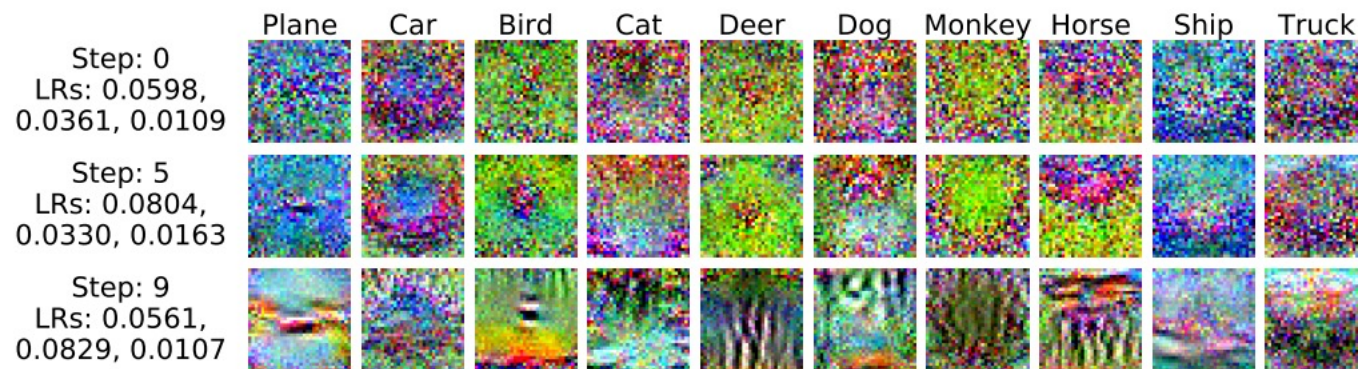 Plane Car Bird Cat Deer Dog Monkey Horse Ship Truck
Step: 0
LRs: 0.0598,
0.0361, 0.0109
Step: 5
LRs: 0.0804,
0.0330, 0.0163
Step: 9
LRs: 0.0561,
0.0829, 0.0107